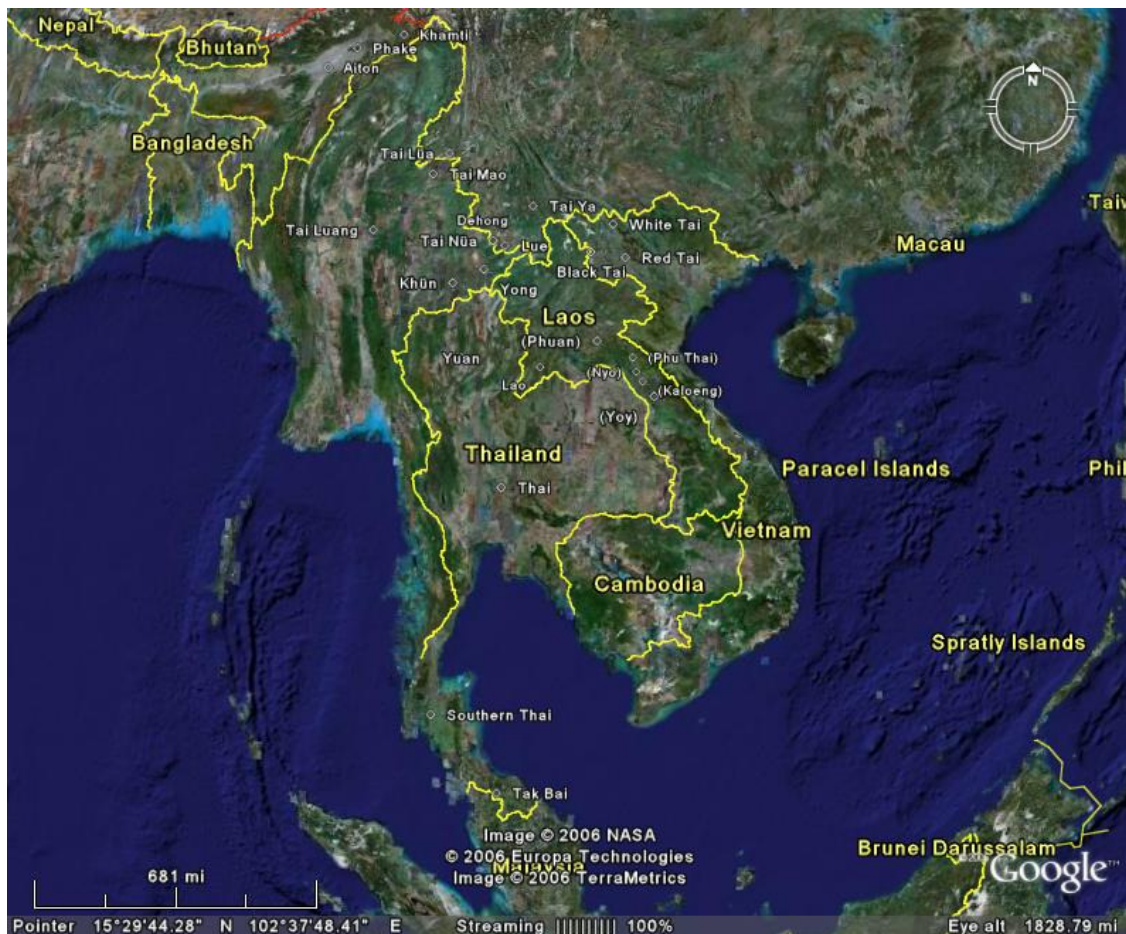 Nepal
Bhutan
Khamti
Phake
Aiton
N
Bangladesh
Tai Lüa
Tai Mao
Taiw
Tai Ya
Dehong
White Tai
Tai Luang
Tai Nüa
Lue
Red Tai
Macau
Black Tai
Khün
Yong
Laos
(Phuan)
Yuan
(Phu Thai)
(Nyo)
Lao
(Kaloeng)
(Yoy)
Thailand
Paracel Islands
Phil
Thai
Vietnam
Cambodia
Spratly Islands
Southern Thai
Tak Bai
Image © 2006 NASA
Brunei Darussalam
© 2006 Europa Technologies
Malaysia
Google™
Image © 2006 TerraMetrics
681 mi
Pointer 15°29'44.28" N 102°37'48.41" E Streaming |||||||||| 100% Eye alt 1828.79 mi